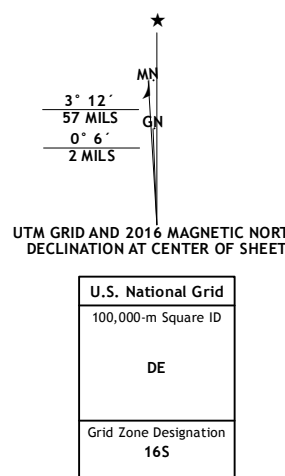 ★
MN
3° 12´
57 MILS
GN
0° 6´
2 MILS
UTM GRID AND 2016 MAGNETIC NORT
DECLINATION AT CENTER OF SHEET
U.S. National Grid
100,000-m Square ID
DE
Grid Zone Designation
16S